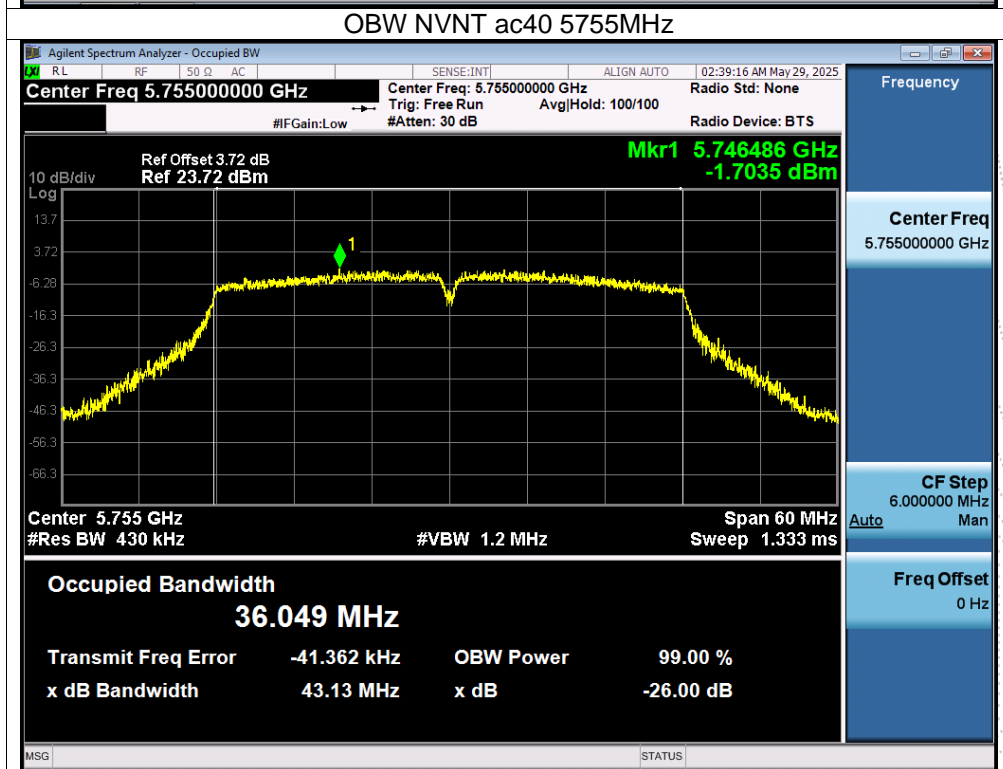 OBW NVNT ac40 5755MHz
Agilent Spectrum Analyzer - Occupied BW
LXI RL RF 50 Ω AC SENSE:INT ALIGN AUTO 02:39:16 AM May 29, 2025
Center Freq 5.755000000 GHz
Center Freq: 5.755000000 GHz
Radio Std: None
Trig: Free Run Avg|Hold: 100/100
#IFGain:Low #Atten: 30 dB Radio Device: BTS
Frequency
Mkr1 5.746486 GHz
-1.7035 dBm
Ref Offset 3.72 dB
10 dB/div Ref 23.72 dBm
Log
13.7
3.72
-6.28
-16.3
-26.3
-36.3
-46.3
-56.3
-66.3
1
Center 5.755 GHz Span 60 MHz
#Res BW 430 kHz #VBW 1.2 MHz Sweep 1.333 ms
Occupied Bandwidth
36.049 MHz
Transmit Freq Error -41.362 kHz OBW Power 99.00 %
x dB Bandwidth 43.13 MHz x dB -26.00 dB
Center Freq
5.755000000 GHz
CF Step
6.000000 MHz
Auto Man
Freq Offset
0 Hz
MSG STATUS